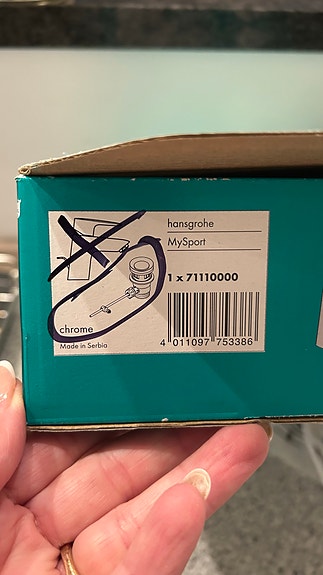 hansgrohe
MySport
1 x 71110000
chrome
Made in Serbia
4 011097 753386